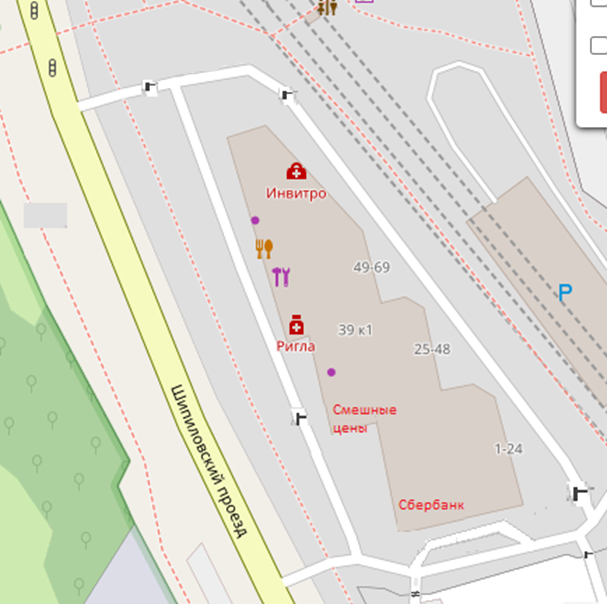 Инвитро
49-69
P
39 к1
Ригла
25-48
Смешные
цены
Шипиловский проезд
1-24
Сбербанк